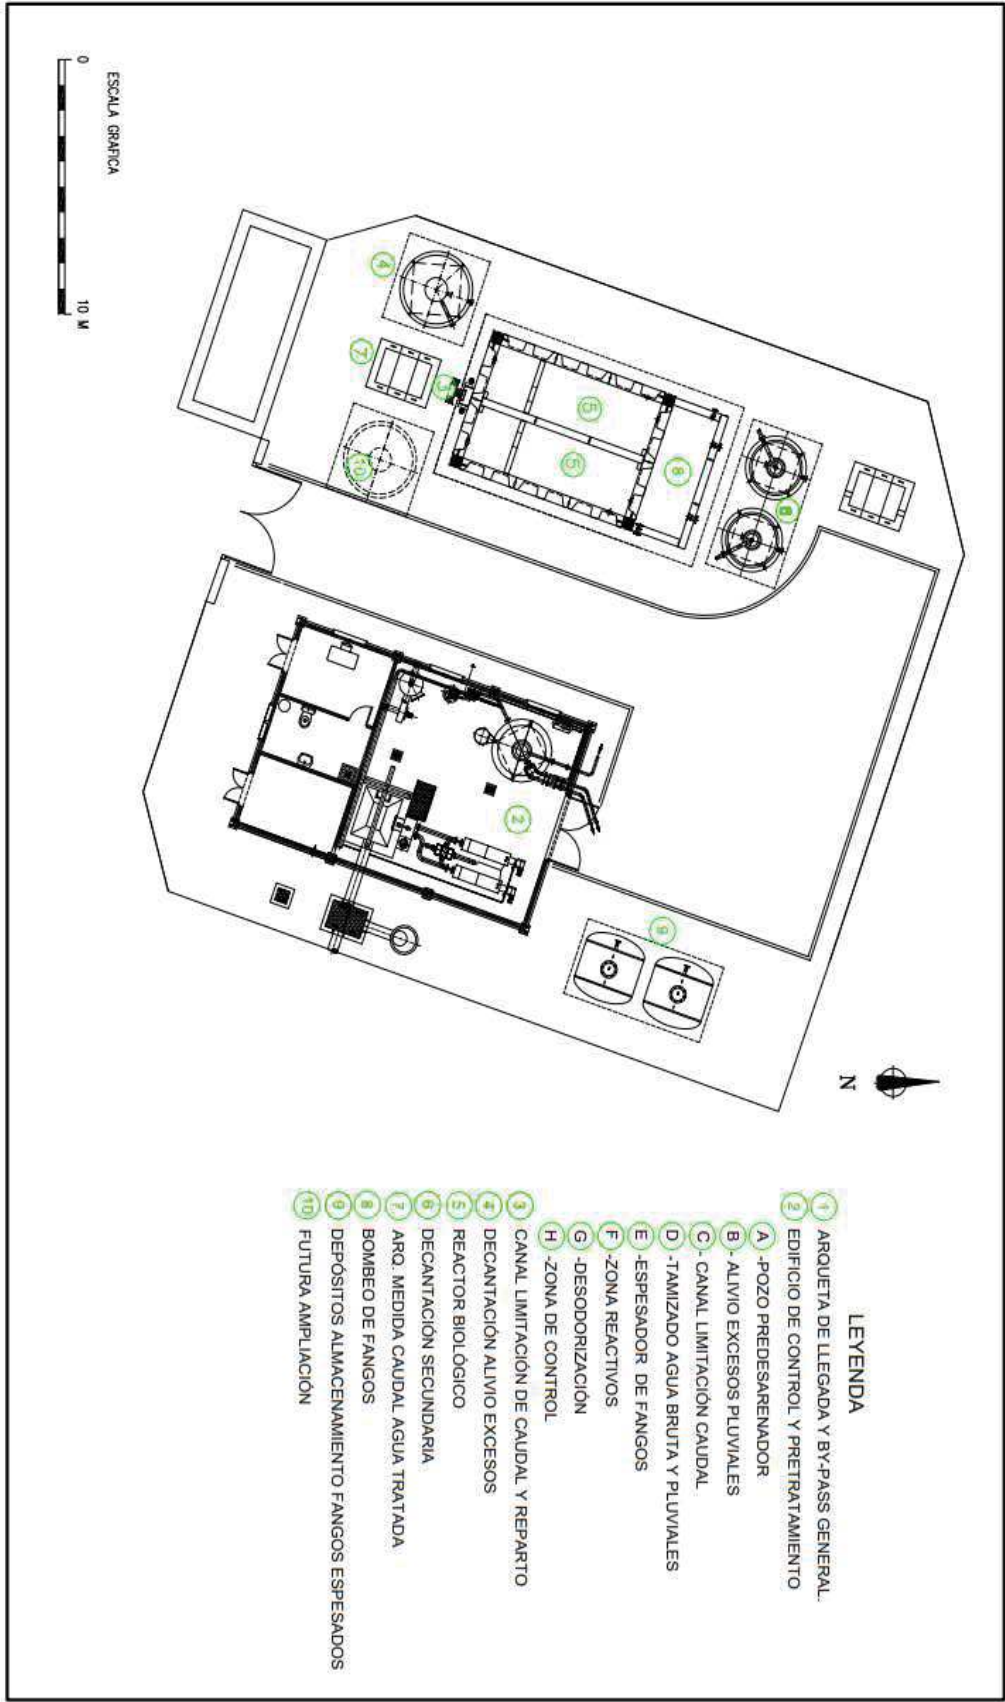 ESCALA GRAFICA
0
10 M
4
7
3
10
5
5
8
6
2
9
N
LEYENDA
1 ARQUETA DE LLEGADA Y BY-PASS GENERAL.
2 EDIFICIO DE CONTROL Y PRETRATAMIENTO
A -POZO PREDESARENADOR
B - ALIVIO EXCESOS PLUVIALES
C - CANAL LIMITACIÓN CAUDAL
D -TAMIZADO AGUA BRUTA Y PLUVIALES
E -ESPESADOR DE FANGOS
F -ZONA REACTIVOS
G -DESODORIZACIÓN
H -ZONA DE CONTROL
3 CANAL LIMITACIÓN DE CAUDAL Y REPARTO
4 DECANTACIÓN ALIVIO EXCESOS
5 REACTOR BIOLÓGICO
6 DECANTACIÓN SECUNDARIA
7 ARQ. MEDIDA CAUDAL AGUA TRATADA
8 BOMBEO DE FANGOS
9 DEPÓSITOS ALMACENAMIENTO FANGOS ESPESADOS
10 FUTURA AMPLIACIÓN